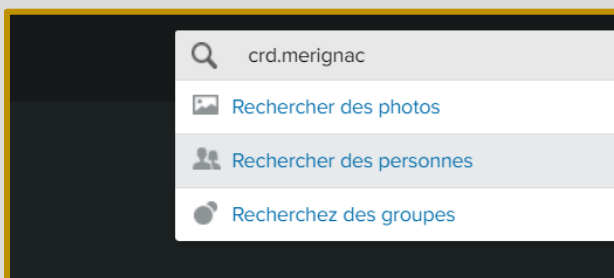 crd.merignac
Rechercher des photos
Rechercher des personnes
Recherchez des groupes